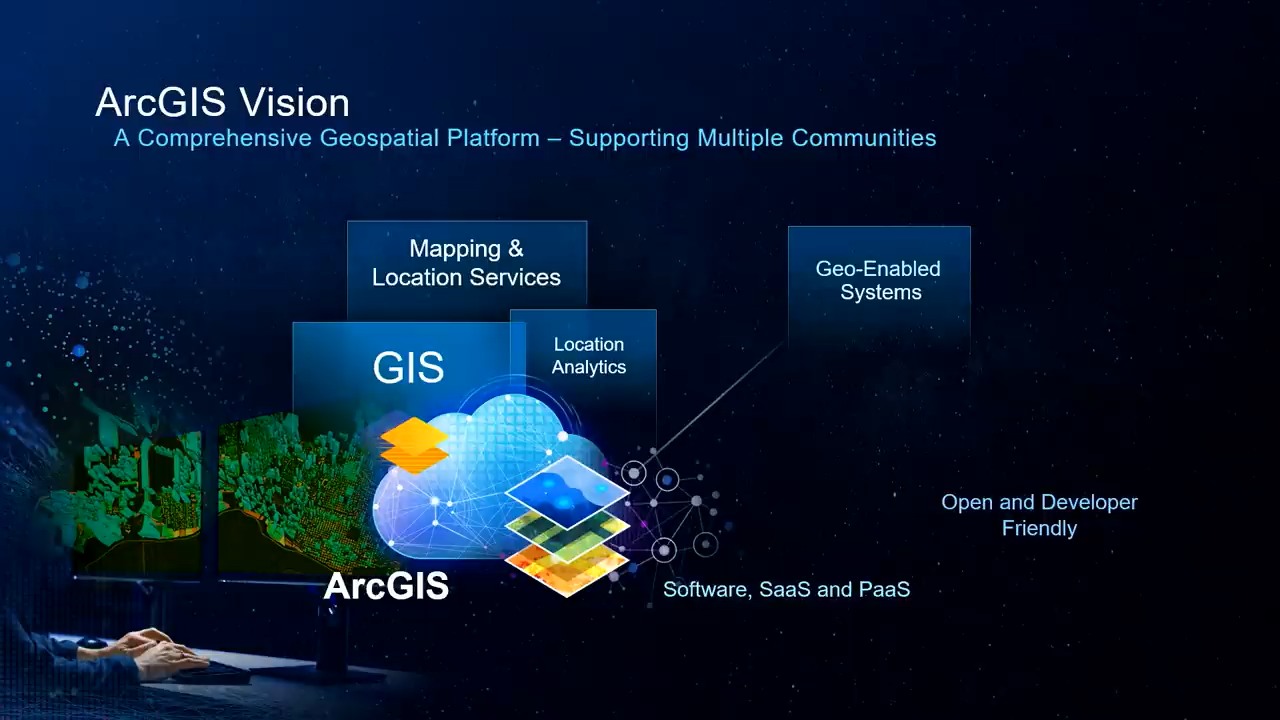 ArcGIS Vision
A Comprehensive Geospatial Platform – Supporting Multiple Communities
Mapping &
Location Services
Geo-Enabled
Systems
GIS
Location
Analytics
Open and Developer
Friendly
ArcGIS
Software, SaaS and PaaS